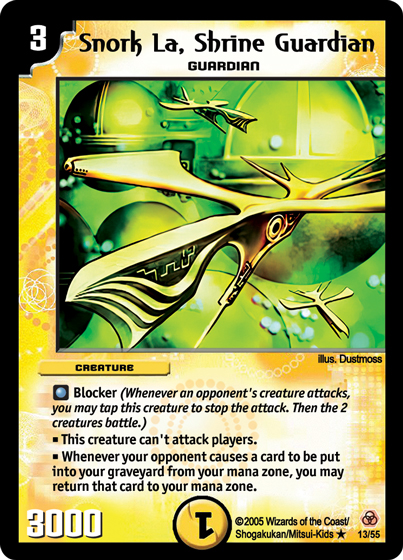 3 Snork La, Shrine Guardian
GUARDIAN
illus. Dustmoss
CREATURE
Blocker (Whenever an opponent's creature attacks,
you may tap this creature to stop the attack. Then the 2
creatures battle.)
▪ This creature can't attack players.
▪ Whenever your opponent causes a card to be put
into your graveyard from your mana zone, you may
return that card to your mana zone.
3000
1
©2005 Wizards of the Coast/
Shogakukan/Mitsui-Kids ★ 13/55